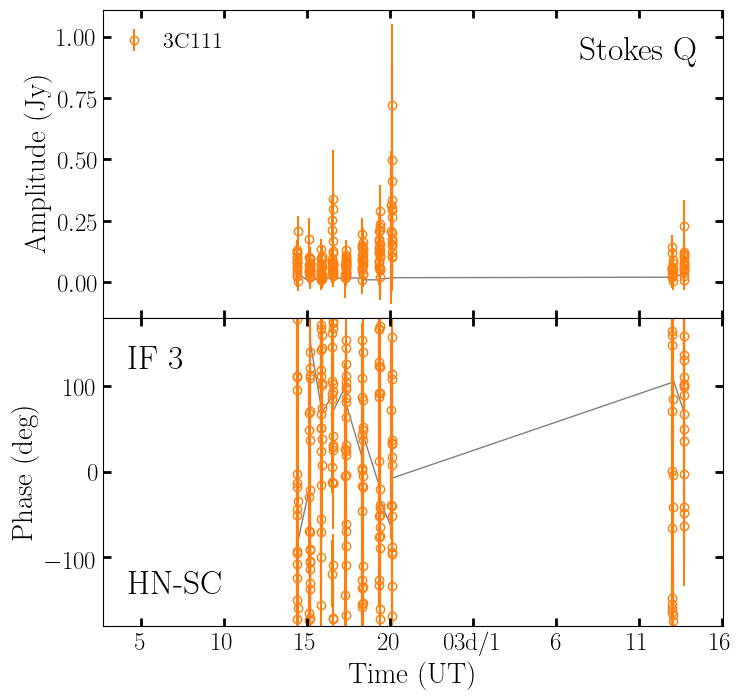 3C111
Stokes Q
Amplitude (Jy)
1.00
0.75
0.50
0.25
0.00
IF 3
HN-SC
Phase (deg)
100
0
−100
5 10 15 20 03d/1 6 11 16
Time (UT)